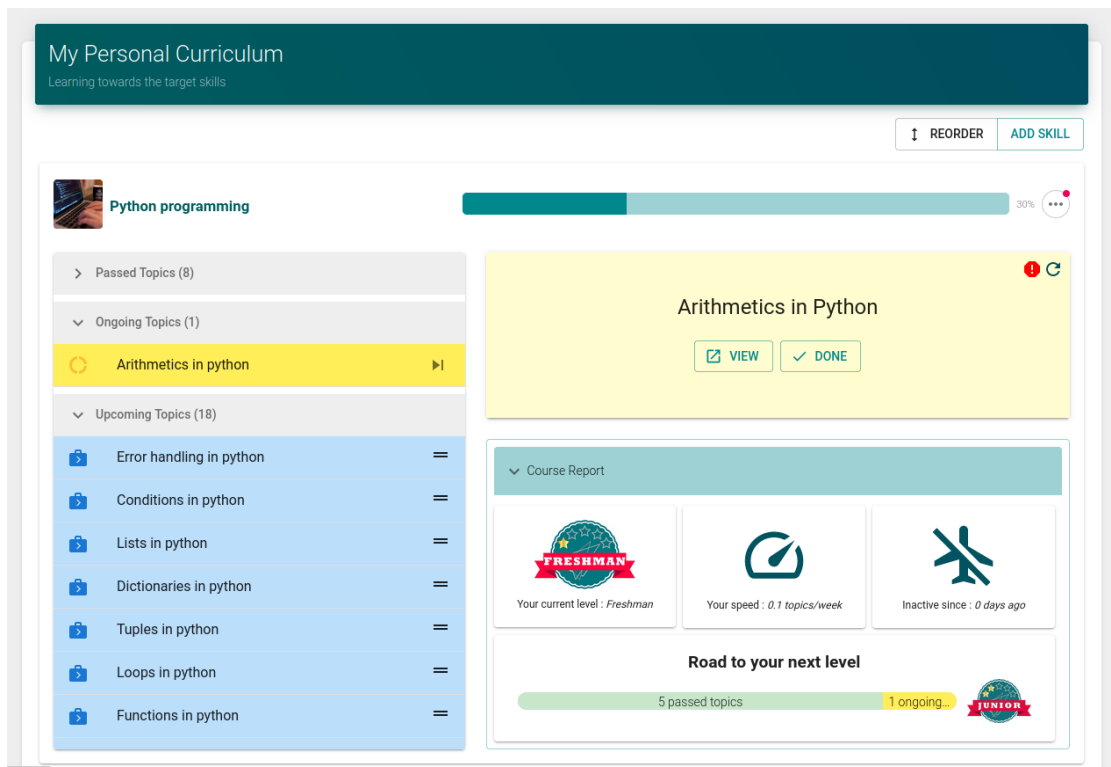 My Personal Curriculum
Learning towards the target skills
REORDER
ADD SKILL
Python programming
30%
Passed Topics (8)
Ongoing Topics (1)
Arithmetics in python
Upcoming Topics (18)
Error handling in python
Conditions in python
Lists in python
Dictionaries in python
Tuples in python
Loops in python
Functions in python
Arithmetics in Python
VIEW
DONE
Course Report
FRESHMAN
Your current level : Freshman
Your speed : 0.1 topics/week
Inactive since : 0 days ago
Road to your next level
5 passed topics
1 ongoing...
JUNIOR